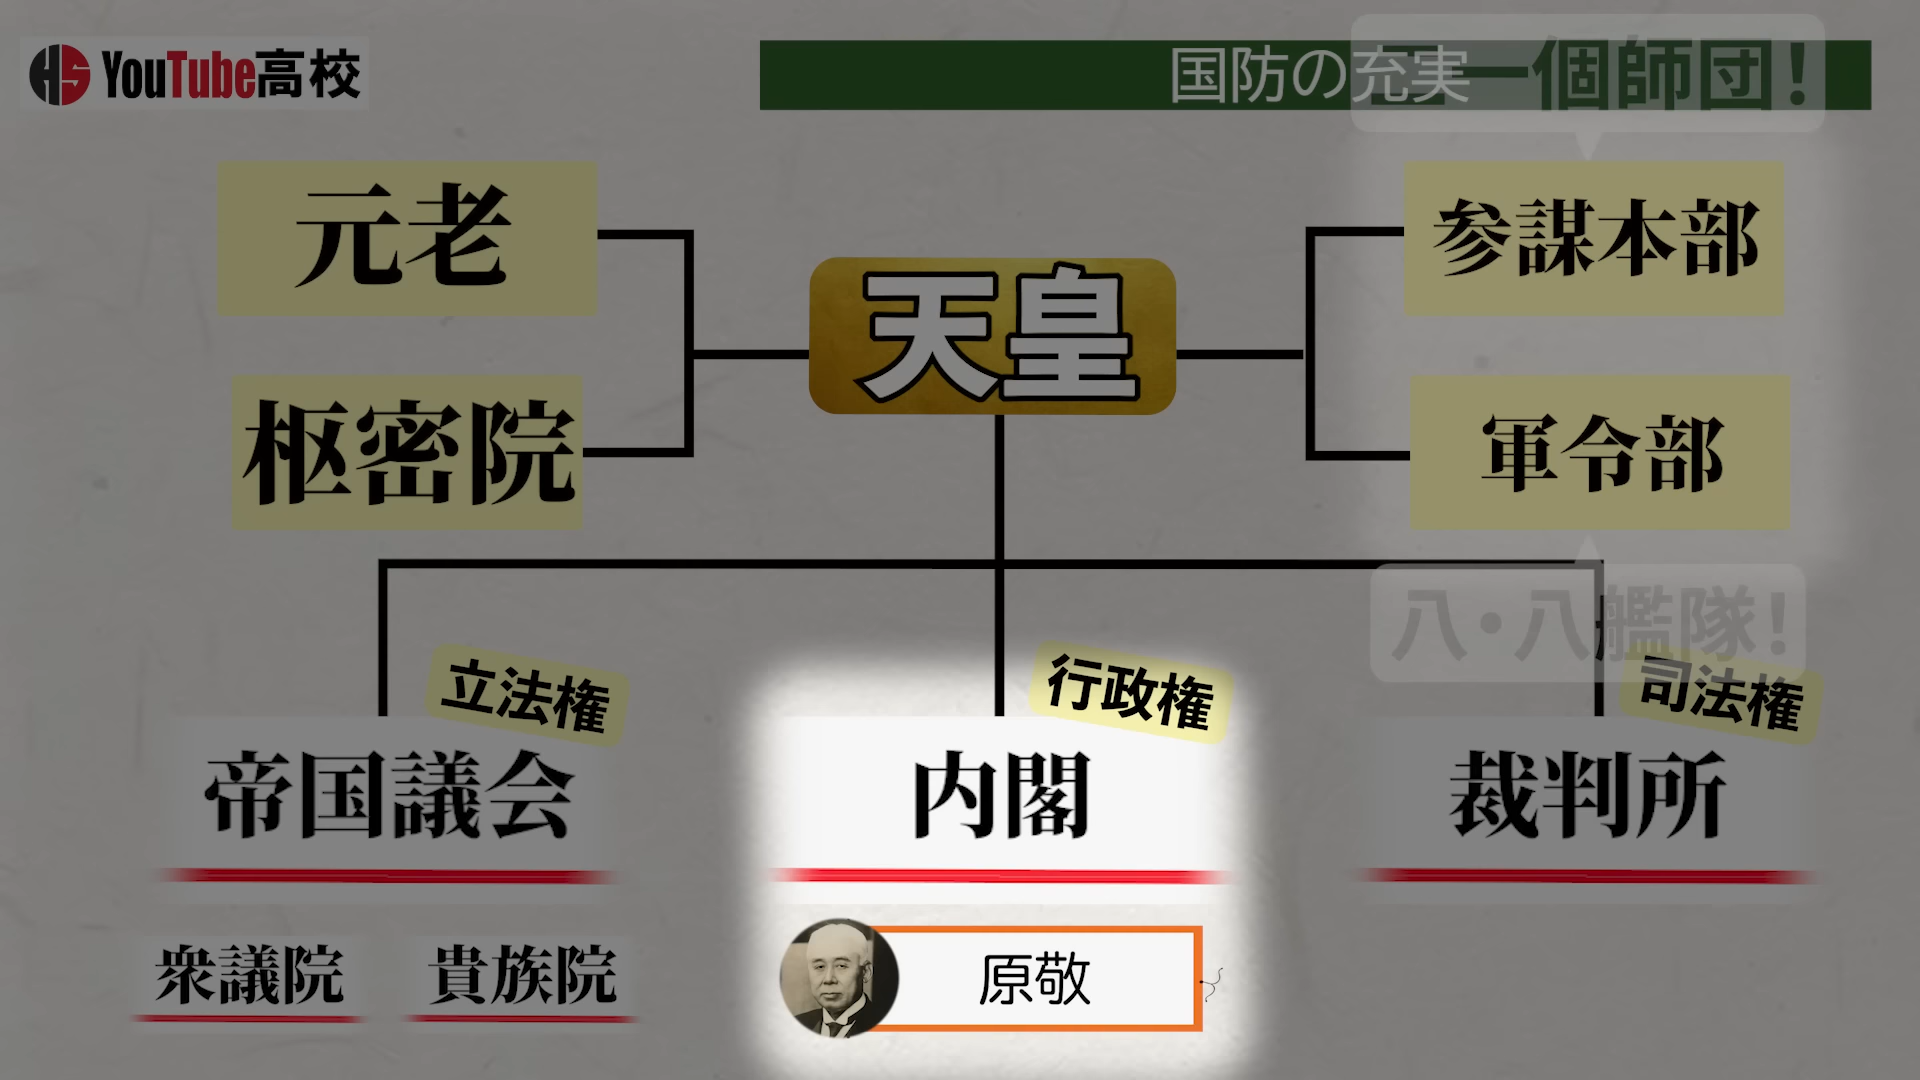 HS YouTube高校
国防の充実
一個師団！
元老
参謀本部
天皇
枢密院
軍令部
八・八艦隊！
立法権
行政権
司法権
帝国議会
内閣
裁判所
衆議院
貴族院
原敬